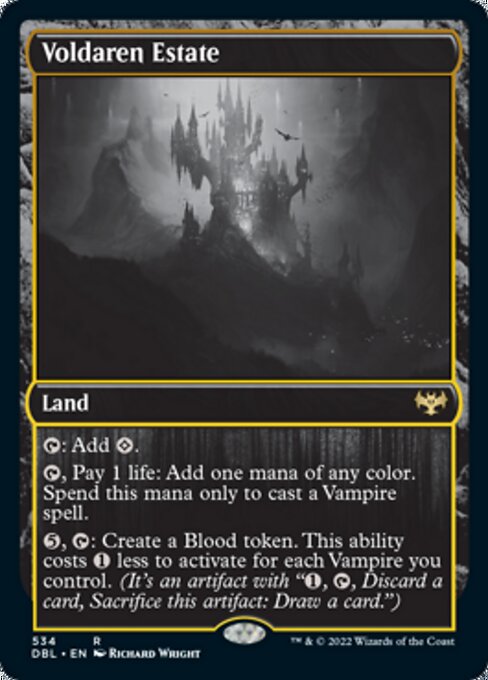 Voldaren Estate
Land
: Add .
, Pay 1 life: Add one mana of any color.
Spend this mana only to cast a Vampire
spell.
5, : Create a Blood token. This ability
costs 1 less to activate for each Vampire you
control. (It's an artifact with “1, , Discard a
card, Sacrifice this artifact: Draw a card.”)
534 R
DBL • EN RICHARD WRIGHT
™ & © 2022 Wizards of the Coast